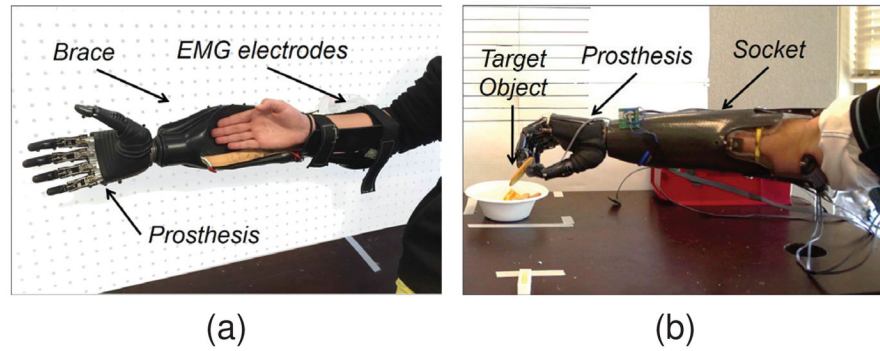 Brace
EMG electrodes
Prosthesis
(a)
Target
Object
Prosthesis
Socket
(b)